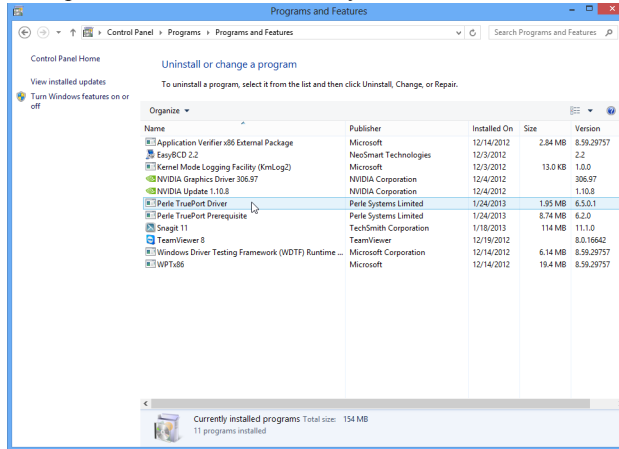 Programs and Features
Control Panel Programs Programs and Features
Search Programs and Features
Control Panel Home
View installed updates
Turn Windows features on or
off
Uninstall or change a program
To uninstall a program, select it from the list and then click Uninstall, Change, or Repair.
Organize
Name Publisher Installed On Size Version
Application Verifier x86 External Package Microsoft 12/14/2012 2.84 MB 8.59.29757
EasyBCD 2.2 NeoSmart Technologies 12/3/2012 2.2
Kernel Mode Logging Facility (KmLog2) Microsoft 12/3/2012 13.0 KB 1.0.0
NVIDIA Graphics Driver 306.97 NVIDIA Corporation 12/4/2012 306.97
NVIDIA Update 1.10.8 NVIDIA Corporation 12/4/2012 1.10.8
Perle TruePort Driver Perle Systems Limited 1/24/2013 1.95 MB 6.5.0.1
Perle TruePort Prerequisite Perle Systems Limited 1/24/2013 8.74 MB 6.2.0
Snagit 11 TechSmith Corporation 1/18/2013 114 MB 11.1.0
TeamViewer 8 TeamViewer 12/19/2012 8.0.16642
Windows Driver Testing Framework (WDTF) Runtime ... Microsoft Corporation 12/14/2012 6.14 MB 8.59.29757
WPTx86 Microsoft 12/14/2012 19.4 MB 8.59.29757
Currently installed programs Total size: 154 MB
11 programs installed